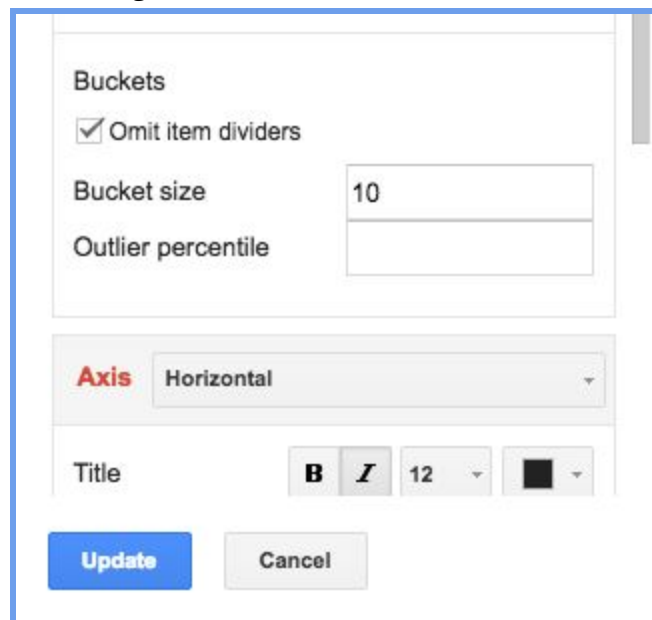 Buckets
Omit item dividers
Bucket size 10
Outlier percentile
Axis Horizontal
Title B I 12
Update Cancel